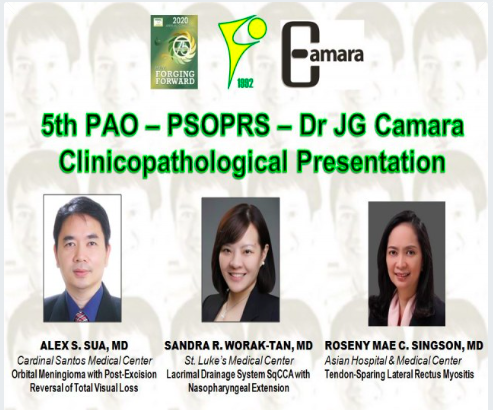 2020
75
FORGING
FORWARD
1992
Camara
5th PAO – PSOPRS – Dr JG Camara
Clinicopathological Presentation
ALEX S. SUA, MD
Cardinal Santos Medical Center
Orbital Meningioma with Post-Excision
Reversal of Total Visual Loss
SANDRA R. WORAK-TAN, MD
St. Luke's Medical Center
Lacrimal Drainage System SqCCA with
Nasopharyngeal Extension
ROSENY MAE C. SINGSON, MD
Asian Hospital & Medical Center
Tendon-Sparing Lateral Rectus Myositis